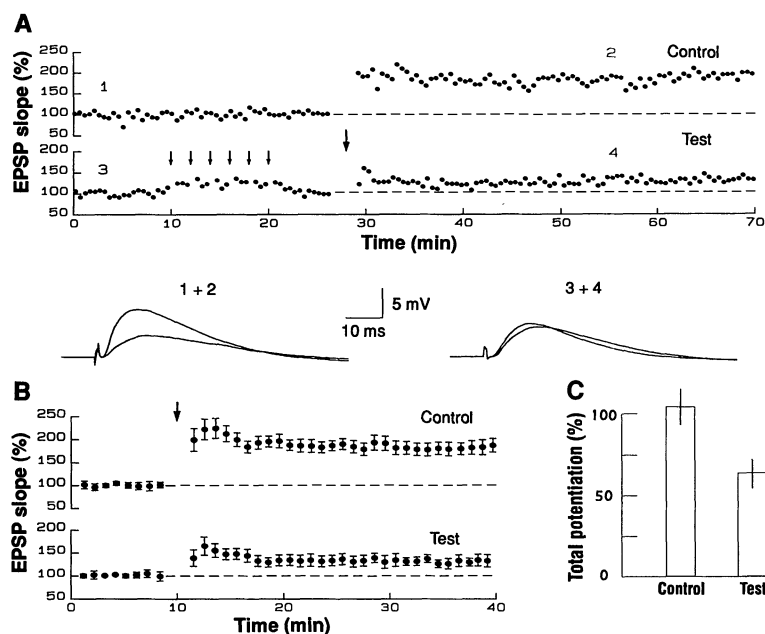 A
EPSP slope (%)
250
200
150
100
50
1
2
Control
200
150
100
50
3
4
Test
0
10
20
30
40
50
60
70
Time (min)
1 + 2
5 mV
10 ms
3 + 4
B
EPSP slope (%)
250
200
150
100
50
Control
200
150
100
50
Test
0
10
20
30
40
Time (min)
C
Total potentiation (%)
100
50
0
Control
Test